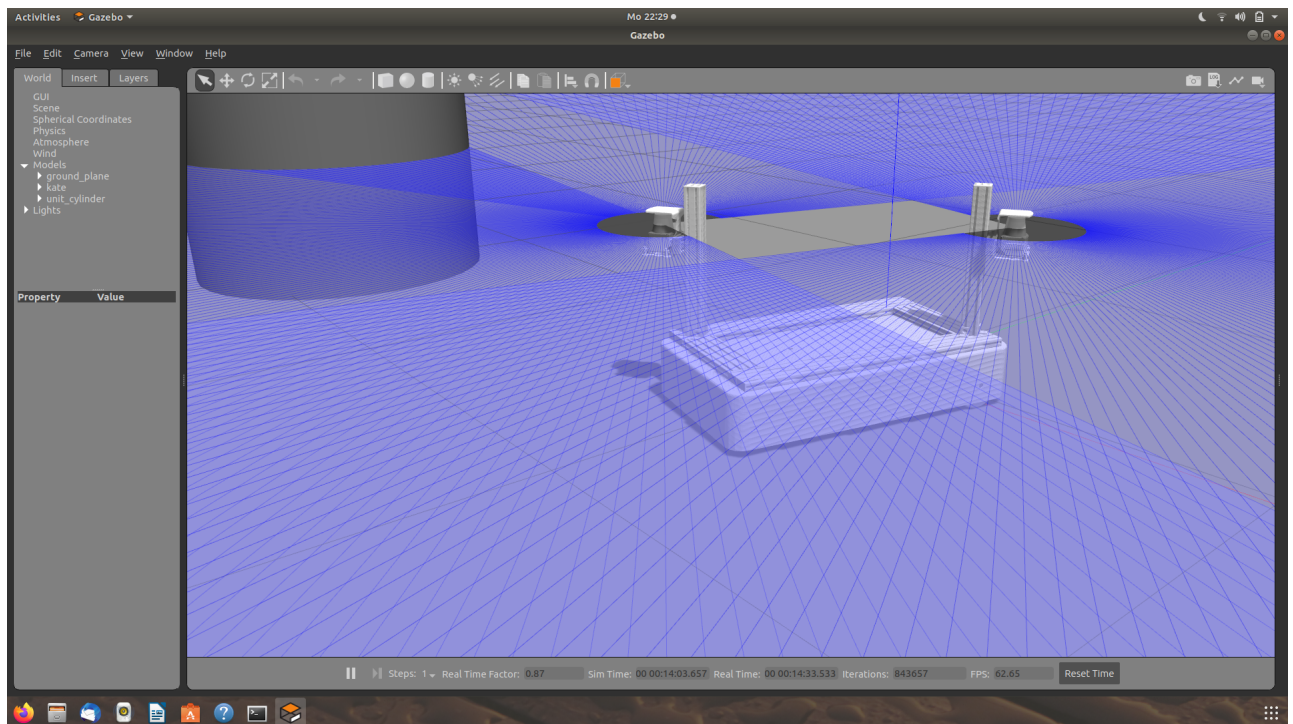 Activities Gazebo Mo 22:29
Gazebo
File Edit Camera View Window Help
World Insert Layers
GUI
Scene
Spherical Coordinates
Physics
Atmosphere
Wind
Models
ground_plane
kate
unit_cylinder
Lights
Property Value
LOG
Steps: 1 Real Time Factor: 0.87 Sim Time: 00 00:14:03.657 Real Time: 00 00:14:33.533 Iterations: 843657 FPS: 62.65 Reset Time